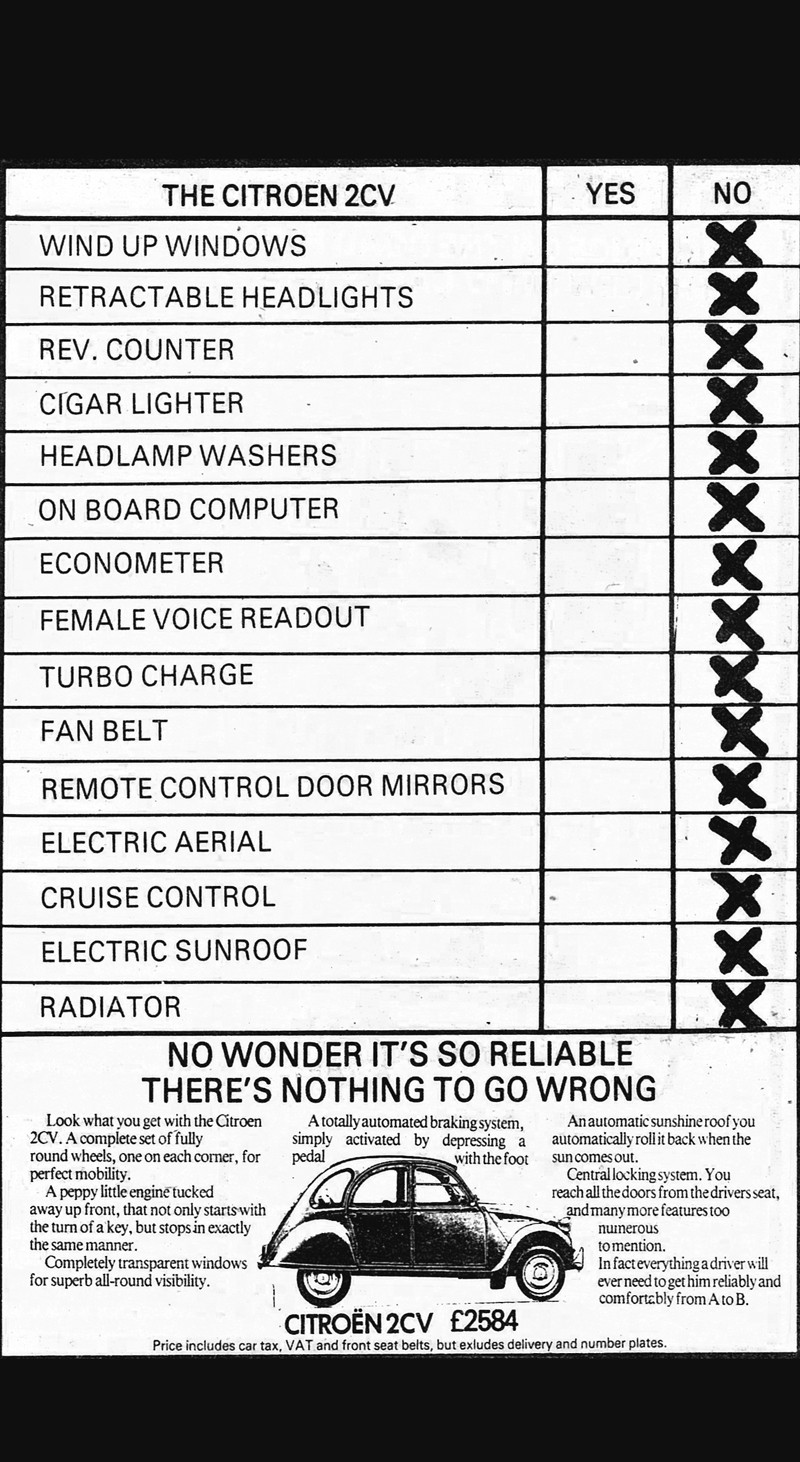 THE CITROEN 2CV YES NO
WIND UP WINDOWS X
RETRACTABLE HEADLIGHTS X
REV. COUNTER X
CIGAR LIGHTER X
HEADLAMP WASHERS X
ON BOARD COMPUTER X
ECONOMETER X
FEMALE VOICE READOUT X
TURBO CHARGE X
FAN BELT X
REMOTE CONTROL DOOR MIRRORS X
ELECTRIC AERIAL X
CRUISE CONTROL X
ELECTRIC SUNROOF X
RADIATOR X
NO WONDER IT'S SO RELIABLE
THERE'S NOTHING TO GO WRONG
Look what you get with the Citroen
2CV. A complete set of fully
round wheels, one on each corner, for
perfect mobility.
A peppy little engine tucked
away up front, that not only starts with
the turn of a key, but stops in exactly
the same manner.
Completely transparent windows
for superb all-round visibility.
A totally automated braking system,
simply activated by depressing a
pedal with the foot
An automatic sunshine roof you
automatically roll it back when the
sun comes out.
Central locking system. You
reach all the doors from the drivers seat,
and many more features too
numerous
to mention.
In fact everything a driver will
ever need to get him reliably and
comfortably from A to B.
CITROËN 2CV £2584
Price includes car tax, VAT and front seat belts, but exludes delivery and number plates.